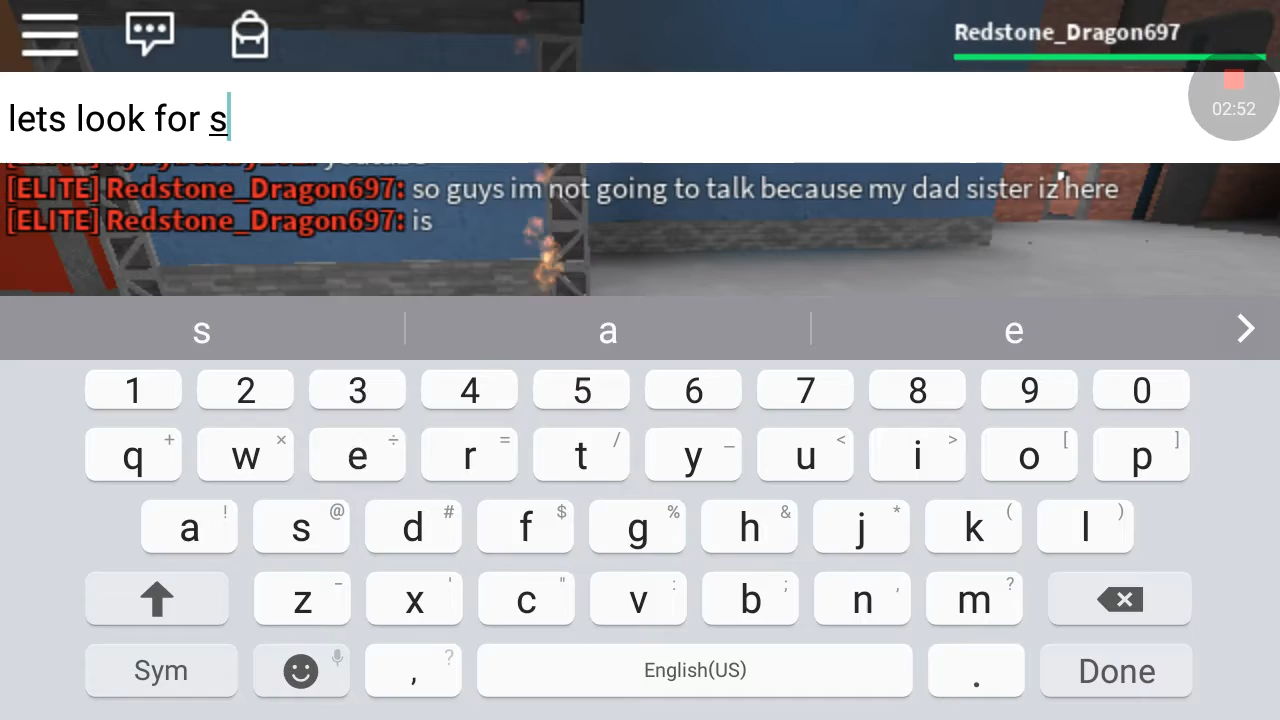 Redstone_Dragon697
02:52
lets look for s
[ELITE] Redstone_Dragon697: so guys im not going to talk because my dad sister iz here
[ELITE] Redstone_Dragon697: is
s a e
1 2 3 4 5 6 7 8 9 0
q + w × e ÷ r = t / y _ u < i > o [ p ]
a ! s @ d # f $ g % h & j * k ( l )
z - x ' c " v : b ; n , m ?
Sym , ? English(US) . Done